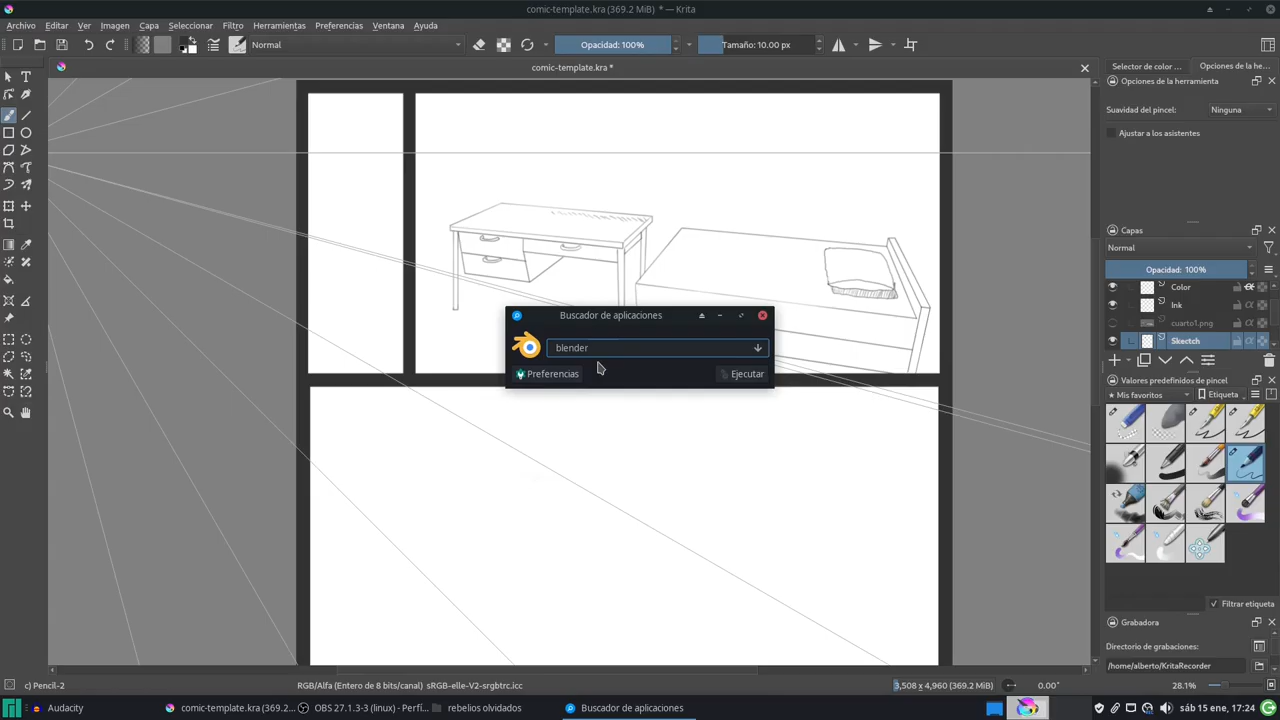 comic-template.kra (369.2 MiB) * — Krita
Archivo Editar Ver Imagen Capa Seleccionar Filtro Herramientas Preferencias Ventana Ayuda
Normal Opacidad: 100% Tamaño: 10.00 px
comic-template.kra *
Selector de color ... Opciones de la he...
Opciones de la herramienta
Suavidad del pincel: Ninguna
Ajustar a los asistentes
Capas
Normal
Opacidad: 100%
Color
Ink
cuarto1.png
Skectch
Valores predefinidos de pincel
Mis favoritos Etiqueta
Filtrar etiqueta
Grabadora
Directorio de grabaciones:
/home/alberto/KritaRecorder
Buscador de aplicaciones
blender
Preferencias Ejecutar
c) Pencil-2 RGB/Alfa (Entero de 8 bits/canal) sRGB-elle-V2-srgbtrc.icc 3,508 x 4,960 (369.2 MiB) 0.00° 28.1%
Audacity comic-template.kra (369.2... OBS 27.1.3-3 (linux) - Perfi... rebelios olvidados Buscador de aplicaciones sáb 15 ene, 17:24